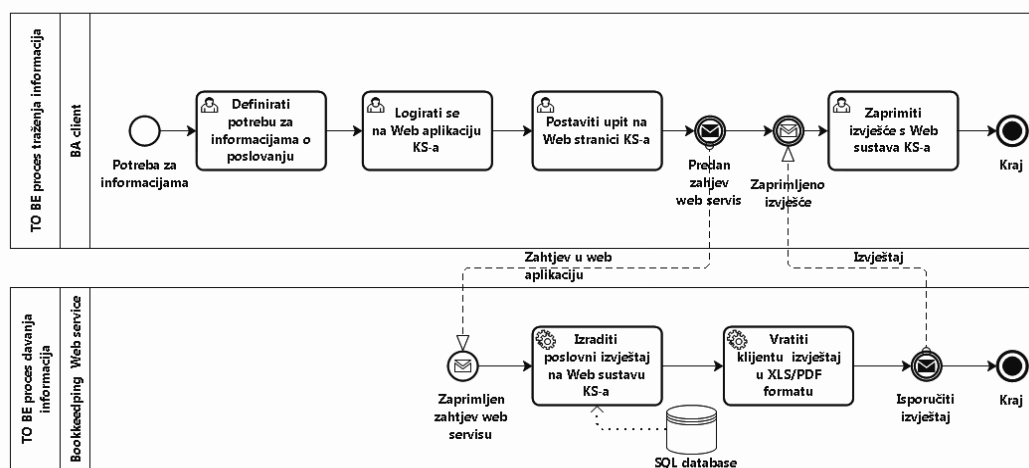 TO BE proces traženja informacija
BA client
Potreba za
informacijama
Definirati
potrebu za
informacijama o
poslovanju
Logirati se
na Web aplikaciju
KS-a
Postaviti upit na
Web stranici KS-a
Predan
zahjev
web servis
Zaprimljeno
izvješće
Zaprimiti
izvješće s Web
sustava KS-a
Kraj
Zahtjev u web
aplikaciju
Izvještaj
TO BE proces davanja
informacija
Bookkeedping Web service
Zaprimljen
zahtjev web
servisu
Izraditi
poslovni izvještaj
na Web sustavu
KS-a
SQL database
Vratiti
klijentu izvještaj
u XLS/PDF
formatu
Isporučiti
izvještaj
Kraj